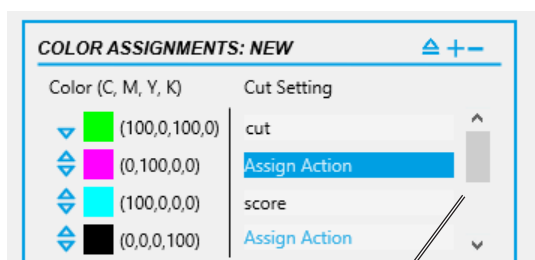 COLOR ASSIGNMENTS: NEW
Color (C, M, Y, K) Cut Setting
(100,0,100,0) cut
(0,100,0,0) Assign Action
(100,0,0,0) score
(0,0,0,100) Assign Action